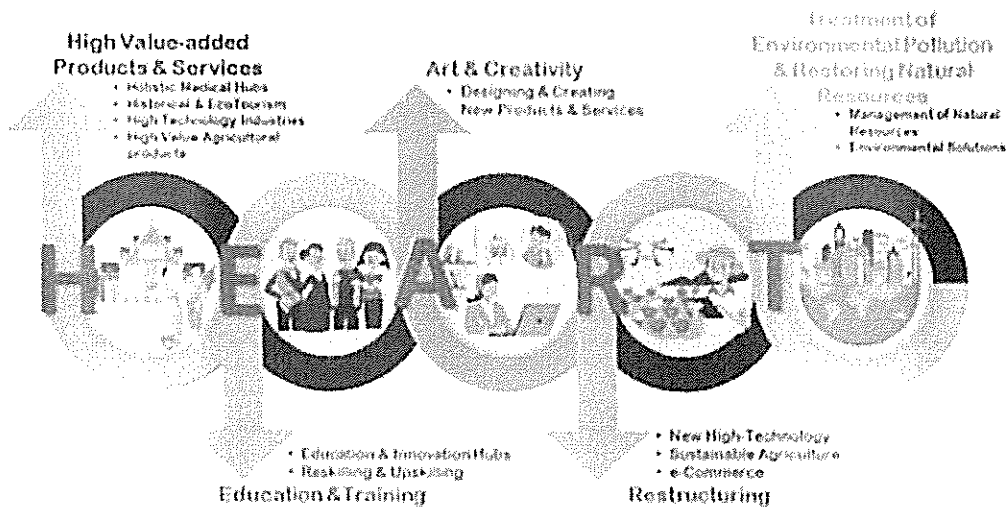 High Value-added
Products & Services
• Holistic Medical Hubs
• Historical & EcoTourism
• High Technology Industries
• High Value Agricultural
products
Art & Creativity
• Designing & Creating
New Products & Services
Treatment of
Environmental Pollution
& Restoring Natural
Resources
• Management of Natural
Resources
• Environmental Solutions
H E A R T
• Education & Innovation Hubs
• Reskilling & Upskilling
Education & Training
• New High-Technology
• Sustainable Agriculture
• e-Commerce
Restructuring